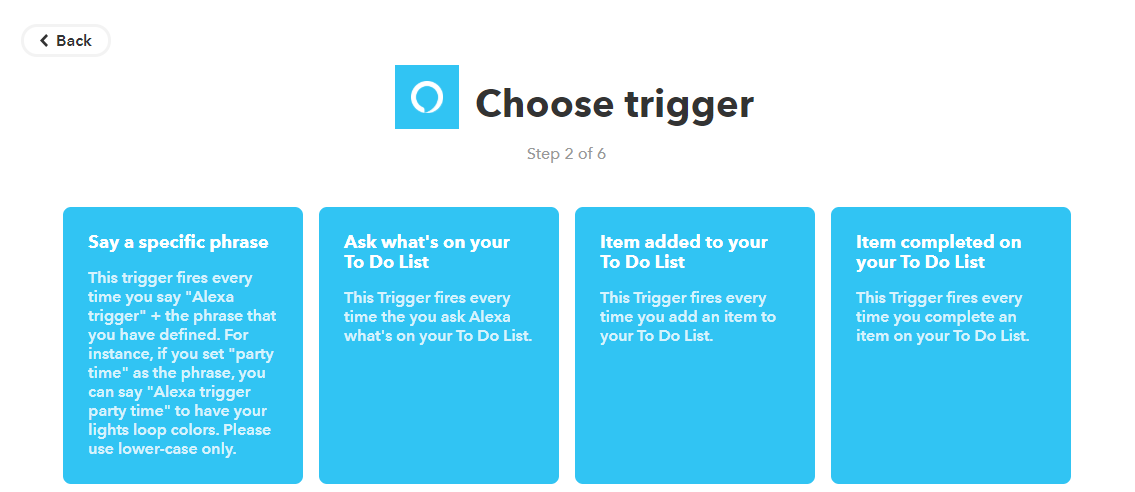 Back
Choose trigger
Step 2 of 6
Say a specific phrase
This trigger fires every
time you say "Alexa
trigger" + the phrase that
you have defined. For
instance, if you set "party
time" as the phrase, you
can say "Alexa trigger
party time" to have your
lights loop colors. Please
use lower-case only.
Ask what's on your
To Do List
This Trigger fires every
time the you ask Alexa
what's on your To Do List.
Item added to your
To Do List
This Trigger fires every
time you add an item to
your To Do List.
Item completed on
your To Do List
This Trigger fires every
time you complete an
item on your To Do List.